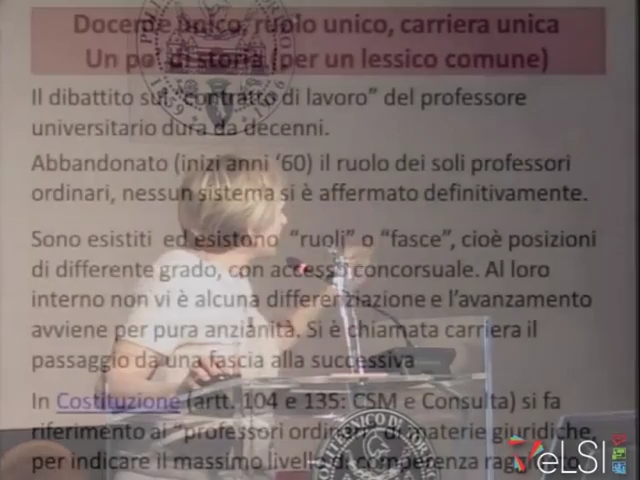 Docente unico, ruolo unico, carriera unica
Un po' di storia (per un lessico comune)
Il dibattito sul "contratto di lavoro" del professore
universitario dura da decenni.
Abbandonato (inizi anni '60) il ruolo dei soli professori
ordinari, nessun sistema si è affermato definitivamente.
Sono esistiti ed esistono "ruoli" o "fasce", cioè posizioni
di differente grado, con accesso concorsuale. Al loro
interno non vi è alcuna differenziazione e l'avanzamento
avviene per pura anzianità. Si è chiamata carriera il
passaggio da una fascia alla successiva
In Costituzione (artt. 104 e 135: CSM e Consulta) si fa
riferimento ai "professori ordinari di materie giuridiche,
per indicare il massimo livello di competenza
eLSI